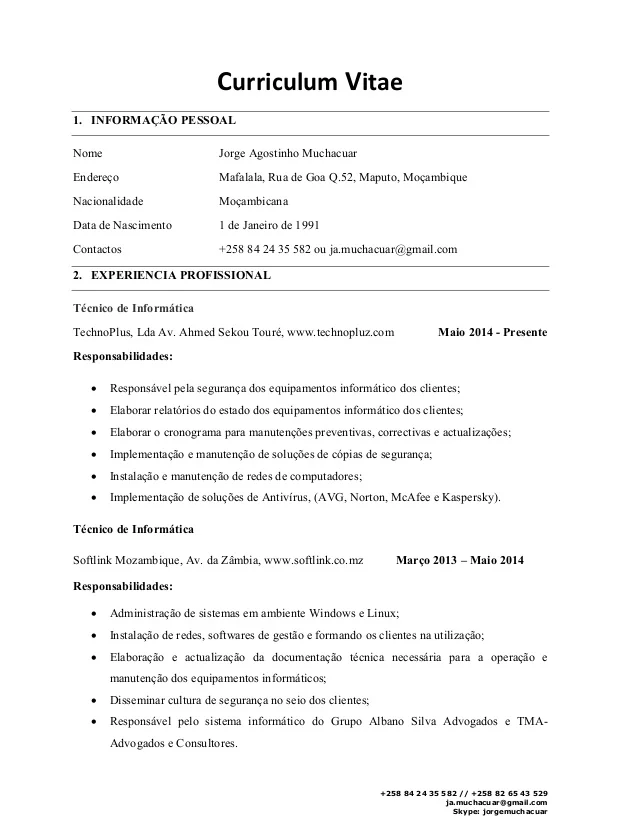 Curriculum Vitae
1. INFORMAÇÃO PESSOAL
Nome Jorge Agostinho Muchacuar
Endereço Mafalala, Rua de Goa Q.52, Maputo, Moçambique
Nacionalidade Moçambicana
Data de Nascimento 1 de Janeiro de 1991
Contactos +258 84 24 35 582 ou ja.muchacuar@gmail.com
2. EXPERIENCIA PROFISSIONAL
Técnico de Informática
TechnoPlus, Lda Av. Ahmed Sekou Touré, www.technopluz.com Maio 2014 - Presente
Responsabilidades:
• Responsável pela segurança dos equipamentos informático dos clientes;
• Elaborar relatórios do estado dos equipamentos informático dos clientes;
• Elaborar o cronograma para manutenções preventivas, correctivas e actualizações;
• Implementação e manutenção de soluções de cópias de segurança;
• Instalação e manutenção de redes de computadores;
• Implementação de soluções de Antivírus, (AVG, Norton, McAfee e Kaspersky).
Técnico de Informática
Softlink Mozambique, Av. da Zâmbia, www.softlink.co.mz Março 2013 – Maio 2014
Responsabilidades:
• Administração de sistemas em ambiente Windows e Linux;
• Instalação de redes, softwares de gestão e formando os clientes na utilização;
• Elaboração e actualização da documentação técnica necessária para a operação e
manutenção dos equipamentos informáticos;
• Disseminar cultura de segurança no seio dos clientes;
• Responsável pelo sistema informático do Grupo Albano Silva Advogados e TMA-
Advogados e Consultores.
+258 84 24 35 582 // +258 82 65 43 529
ja.muchacuar@gmail.com
Skype: jorgemuchacuar